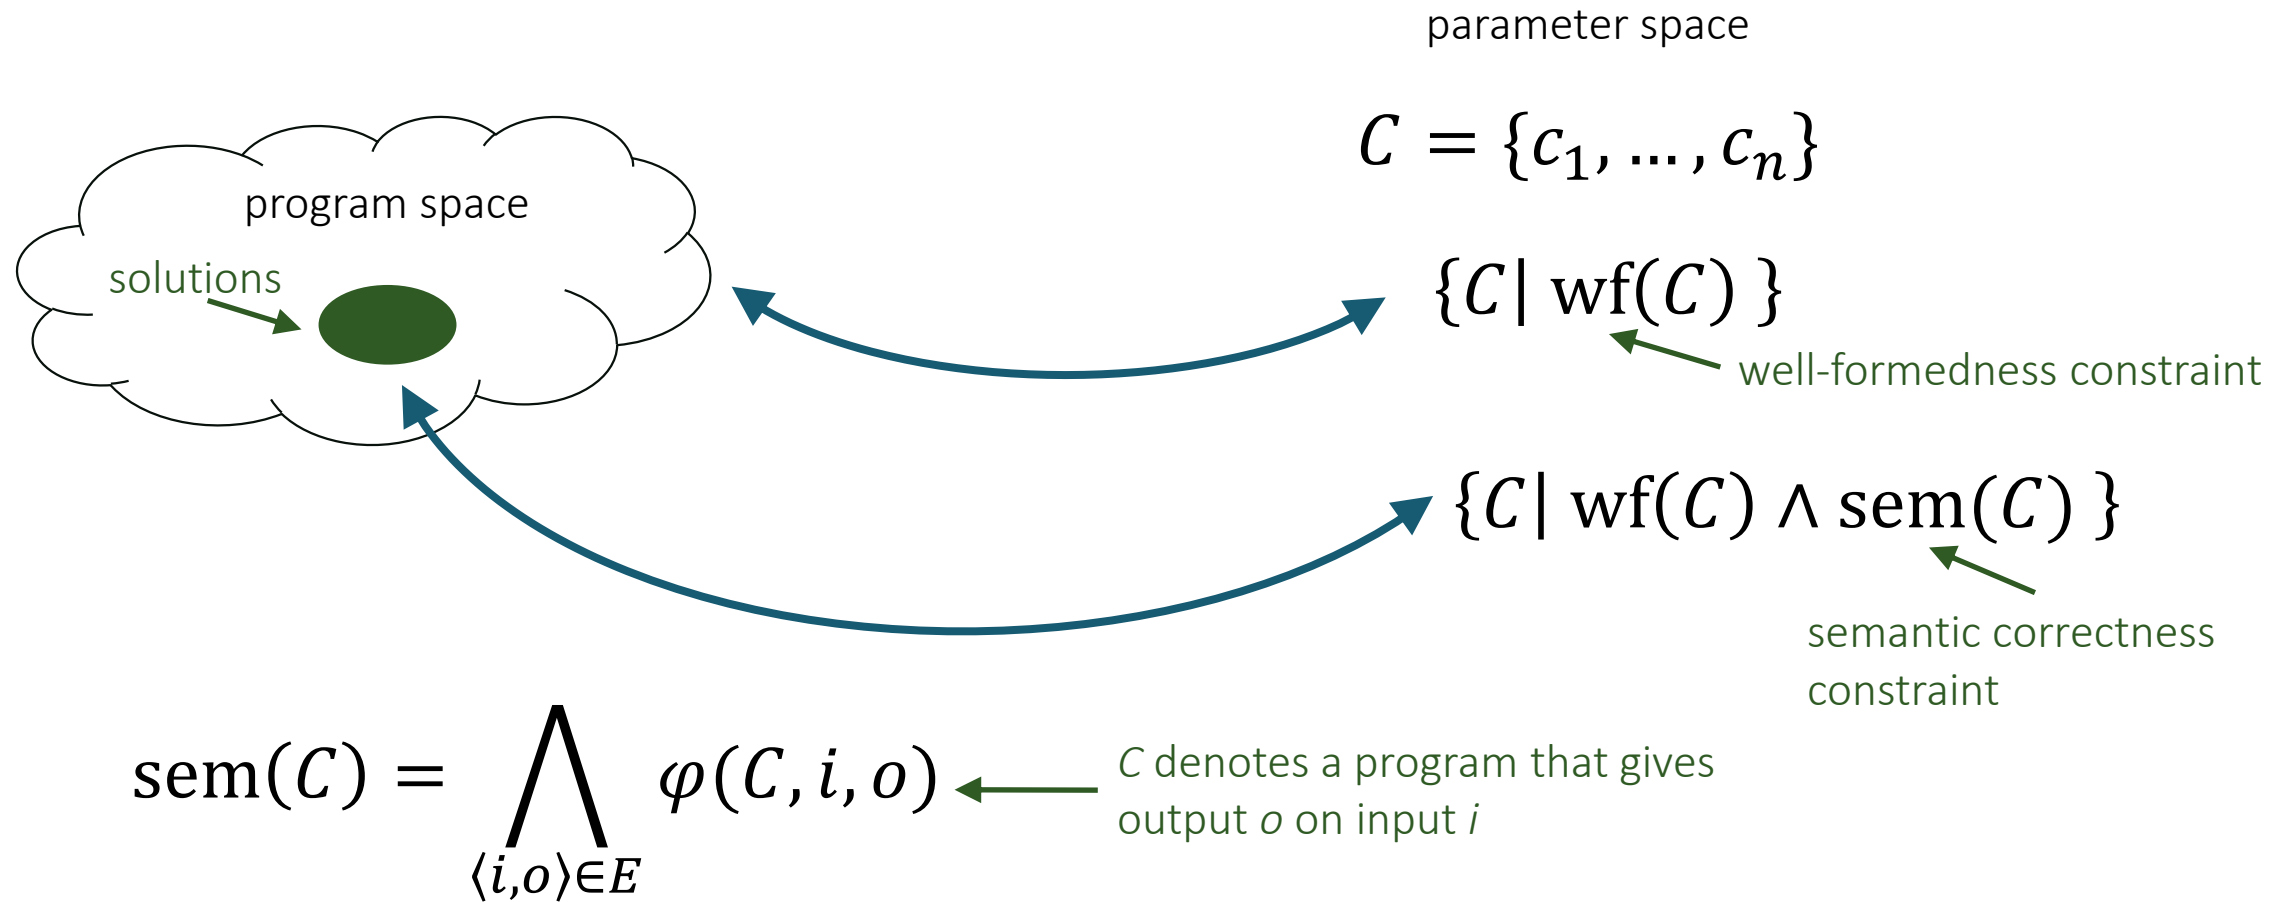 parameter space
C = {c₁, … , cₙ}
program space
solutions
{C| wf(C) }
well-formedness constraint
{C| wf(C) ∧ sem(C) }
semantic correctness
constraint
sem(C) = ⋀ φ(C, i, o)
⟨i,o⟩∈E
C denotes a program that gives
output o on input i